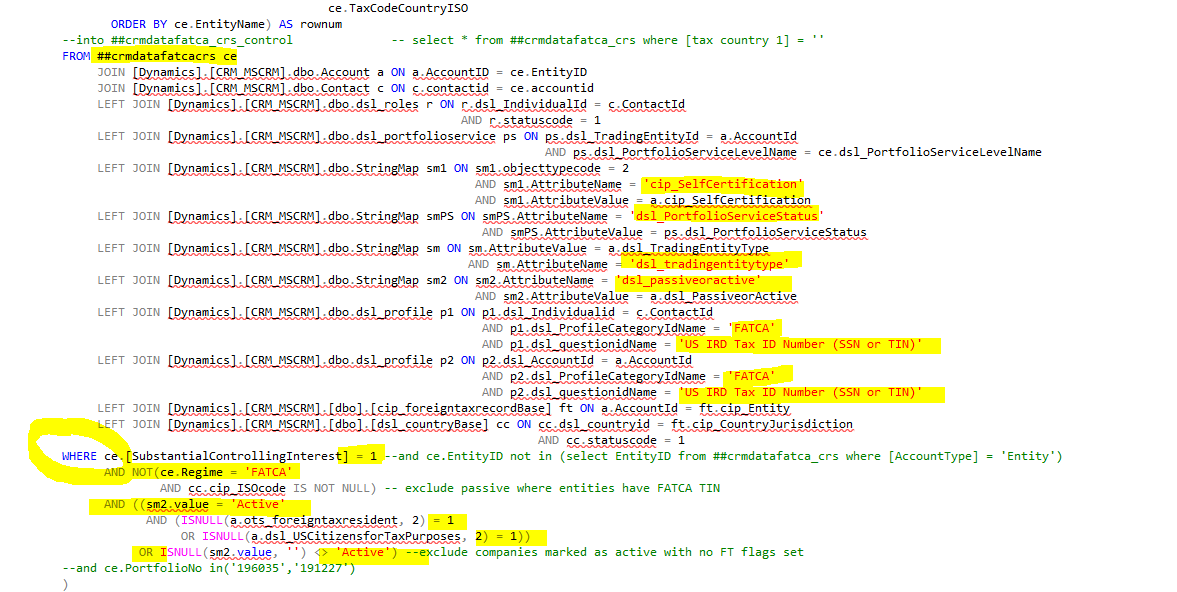 ce.TaxCodeCountryISO
ORDER BY ce.EntityName) AS rownum
--into ##crmdatafatca_crs_control -- select * from ##crmdatafatca_crs where [tax country 1] = ''
FROM ##crmdatafatcacrs ce
JOIN [Dynamics].[CRM_MSCRM].dbo.Account a ON a.AccountID = ce.EntityID
JOIN [Dynamics].[CRM_MSCRM].dbo.Contact c ON c.contactid = ce.accountid
LEFT JOIN [Dynamics].[CRM_MSCRM].dbo.dsl_roles r ON r.dsl_IndividualId = c.ContactId
AND r.statuscode = 1
LEFT JOIN [Dynamics].[CRM_MSCRM].dbo.dsl_portfolioservice ps ON ps.dsl_TradingEntityId = a.AccountId
AND ps.dsl_PortfolioServiceLevelName = ce.dsl_PortfolioServiceLevelName
LEFT JOIN [Dynamics].[CRM_MSCRM].dbo.StringMap sm1 ON sm1.objecttypecode = 2
AND sm1.AttributeName = 'cip_SelfCertification'
AND sm1.AttributeValue = a.cip_SelfCertification
LEFT JOIN [Dynamics].[CRM_MSCRM].dbo.StringMap smPS ON smPS.AttributeName = 'dsl_PortfolioServiceStatus'
AND smPS.AttributeValue = ps.dsl_PortfolioServiceStatus
LEFT JOIN [Dynamics].[CRM_MSCRM].dbo.StringMap sm ON sm.AttributeValue = a.dsl_TradingEntityType
AND sm.AttributeName = 'dsl_tradingentitytype'
LEFT JOIN [Dynamics].[CRM_MSCRM].dbo.StringMap sm2 ON sm2.AttributeName = 'dsl_passiveoractive'
AND sm2.AttributeValue = a.dsl_PassiveorActive
LEFT JOIN [Dynamics].[CRM_MSCRM].dbo.dsl_profile p1 ON p1.dsl_Individualid = c.ContactId
AND p1.dsl_ProfileCategoryIdName = 'FATCA'
AND p1.dsl_questionidName = 'US IRD Tax ID Number (SSN or TIN)'
LEFT JOIN [Dynamics].[CRM_MSCRM].dbo.dsl_profile p2 ON p2.dsl_AccountId = a.AccountId
AND p2.dsl_ProfileCategoryIdName = 'FATCA'
AND p2.dsl_questionidName = 'US IRD Tax ID Number (SSN or TIN)'
LEFT JOIN [Dynamics].[CRM_MSCRM].[dbo].[cip_foreigntaxrecordBase] ft ON a.AccountId = ft.cip_Entity
LEFT JOIN [Dynamics].[CRM_MSCRM].[dbo].[dsl_countryBase] cc ON cc.dsl_countryid = ft.cip_CountryJurisdiction
AND cc.statuscode = 1
WHERE ce.[SubstantialControllingInterest] = 1 --and ce.EntityID not in (select EntityID from ##crmdatafatca_crs where [AccountType] = 'Entity')
AND NOT(ce.Regime = 'FATCA'
AND cc.cip_ISOcode IS NOT NULL) -- exclude passive where entities have FATCA TIN
AND ((sm2.value = 'Active'
AND (ISNULL(a.ots_foreigntaxresident, 2) = 1
OR ISNULL(a.dsl_USCitizensforTaxPurposes, 2) = 1))
OR ISNULL(sm2.value, '') <> 'Active') --exclude companies marked as active with no FT flags set
--and ce.PortfolioNo in('196035','191227')
)